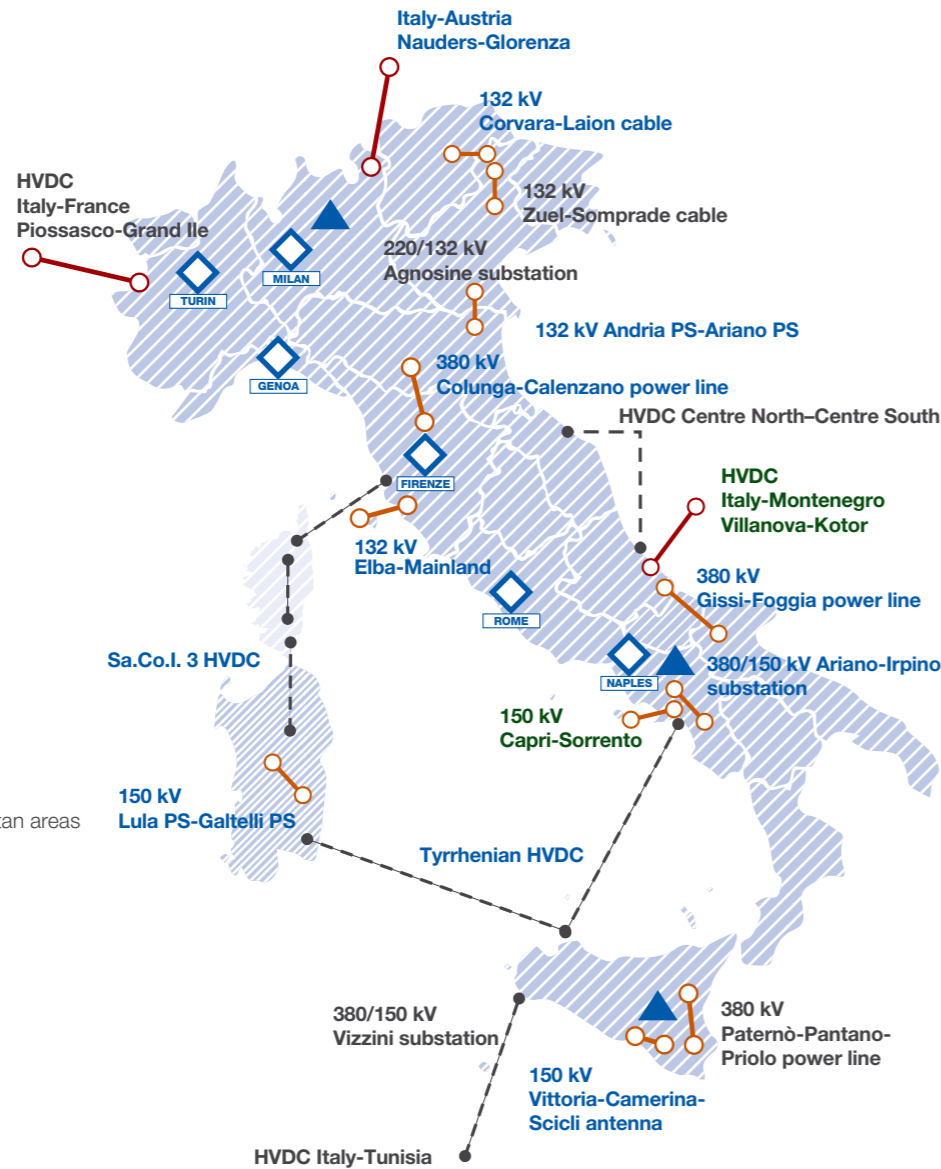 Italy-Austria
Nauders-Glorenza
132 kV
Corvara-Laion cable
HVDC
Italy-France
Piossasco-Grand Ile
132 kV
Zuel-Somprade cable
220/132 kV
Agnosine substation
MILAN
TURIN
132 kV Andria PS-Ariano PS
GENOA
380 kV
Colunga-Calenzano power line
HVDC Centre North–Centre South
FIRENZE
HVDC
Italy-Montenegro
Villanova-Kotor
132 kV
Elba-Mainland
380 kV
Gissi-Foggia power line
ROME
Sa.Co.I. 3 HVDC
NAPLES
380/150 kV Ariano-Irpino
substation
150 kV
Capri-Sorrento
150 kV
Lula PS-Galtelli PS
tan areas
Tyrrhenian HVDC
380/150 kV
Vizzini substation
380 kV
Paternò-Pantano-
Priolo power line
150 kV
Vittoria-Camerina-
Scicli antenna
HVDC Italy-Tunisia